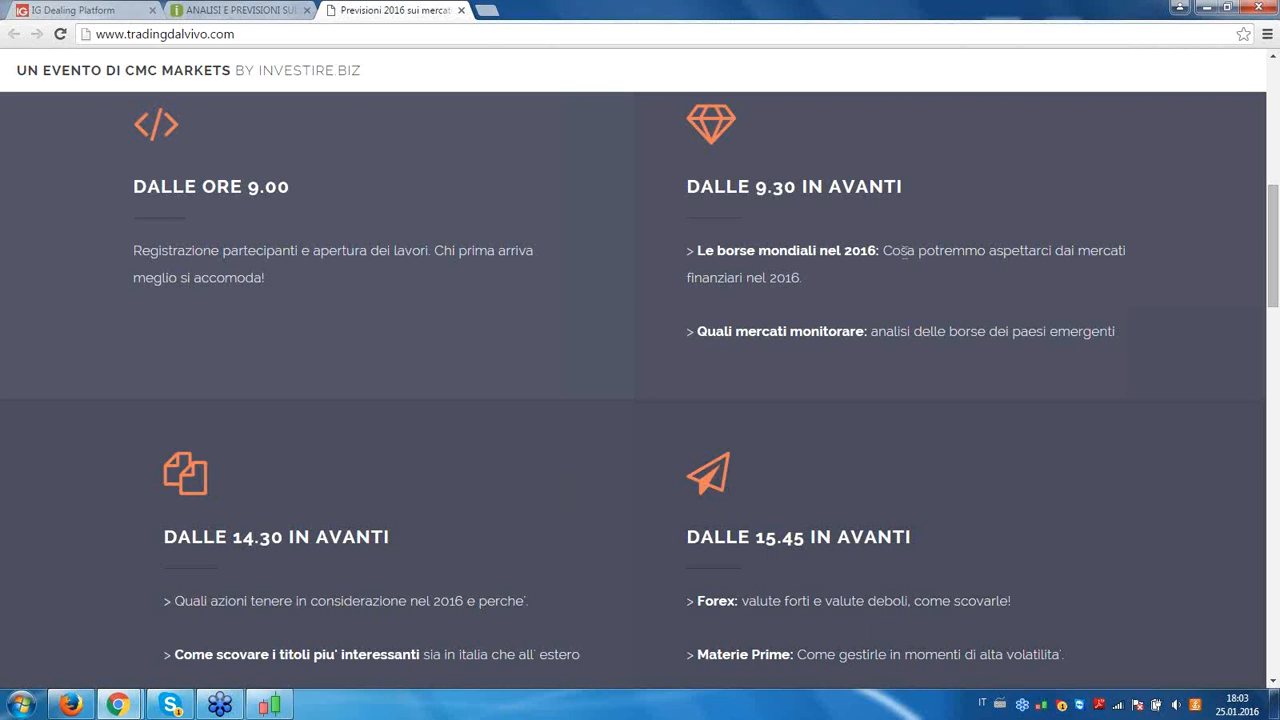 IG Dealing Platform
ANALISI E PREVISIONI SUI
Previsioni 2016 sui mercat
www.tradingdalvivo.com
UN EVENTO DI CMC MARKETS BY INVESTIRE.BIZ
DALLE ORE 9.00
Registrazione partecipanti e apertura dei lavori. Chi prima arriva
meglio si accomoda!
DALLE 9.30 IN AVANTI
> Le borse mondiali nel 2016: Cosa potremmo aspettarci dai mercati
finanziari nel 2016.
> Quali mercati monitorare: analisi delle borse dei paesi emergenti
DALLE 14.30 IN AVANTI
> Quali azioni tenere in considerazione nel 2016 e perche'.
> Come scovare i titoli piu' interessanti sia in italia che all' estero
DALLE 15.45 IN AVANTI
> Forex: valute forti e valute deboli, come scovarle!
> Materie Prime: Come gestirle in momenti di alta volatilita'.
IT
18:03
25.01.2016